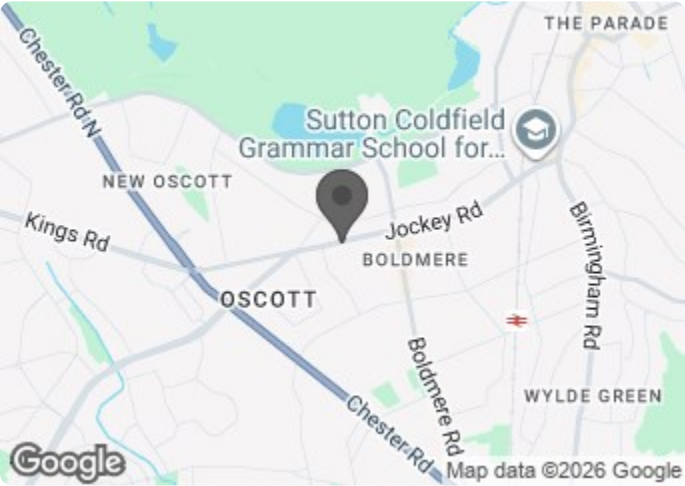 THE PARADE
Chester Rd N
Sutton Coldfield
Grammar School for...
NEW OSCOTT
Kings Rd
Jockey Rd
Birmingham Rd
BOLDMERE
OSCOTT
Boldmere Rd
WYLDE GREEN
Chester Rd
Google
Map data ©2026 Google